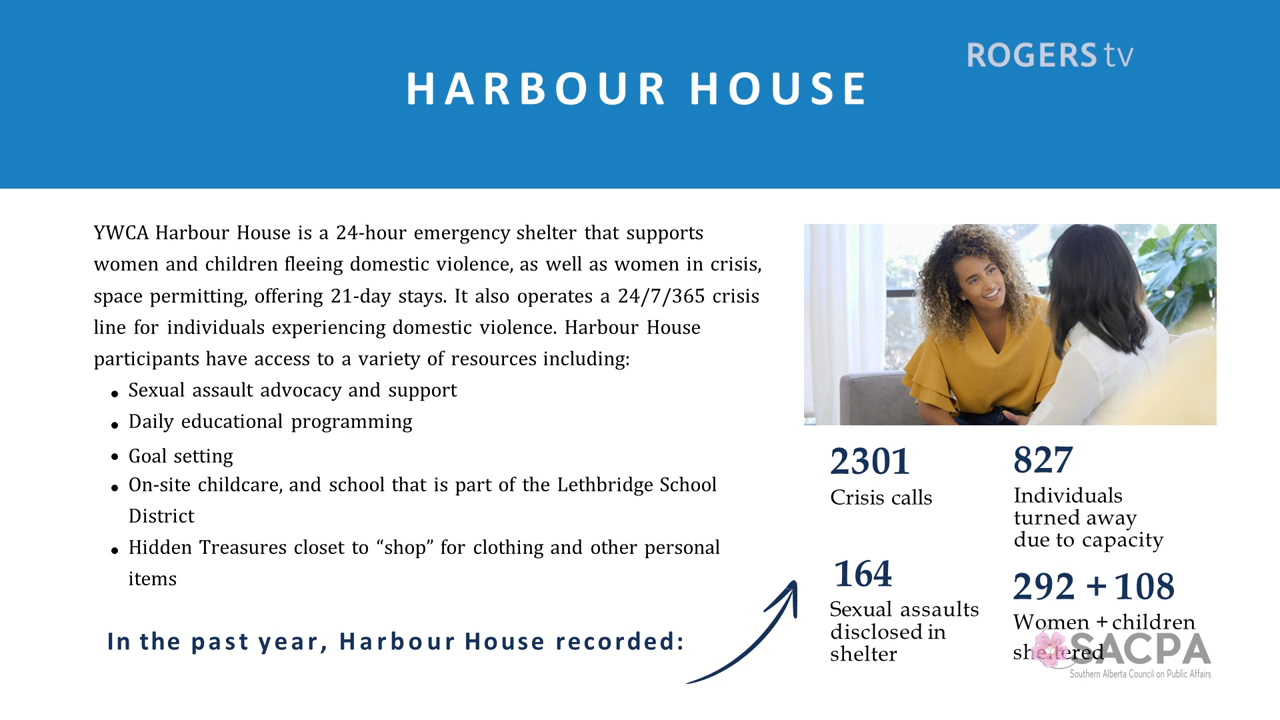 ROGERS tv
HARBOUR HOUSE
YWCA Harbour House is a 24-hour emergency shelter that supports
women and children fleeing domestic violence, as well as women in crisis,
space permitting, offering 21-day stays. It also operates a 24/7/365 crisis
line for individuals experiencing domestic violence. Harbour House
participants have access to a variety of resources including:
• Sexual assault advocacy and support
• Daily educational programming
• Goal setting
• On-site childcare, and school that is part of the Lethbridge School
District
• Hidden Treasures closet to “shop” for clothing and other personal
items
In the past year, Harbour House recorded:
2301
Crisis calls
827
Individuals
turned away
due to capacity
164
Sexual assaults
disclosed in
shelter
292 + 108
Women + children
sheltered
SACPA
Southern Alberta Council on Public Affairs